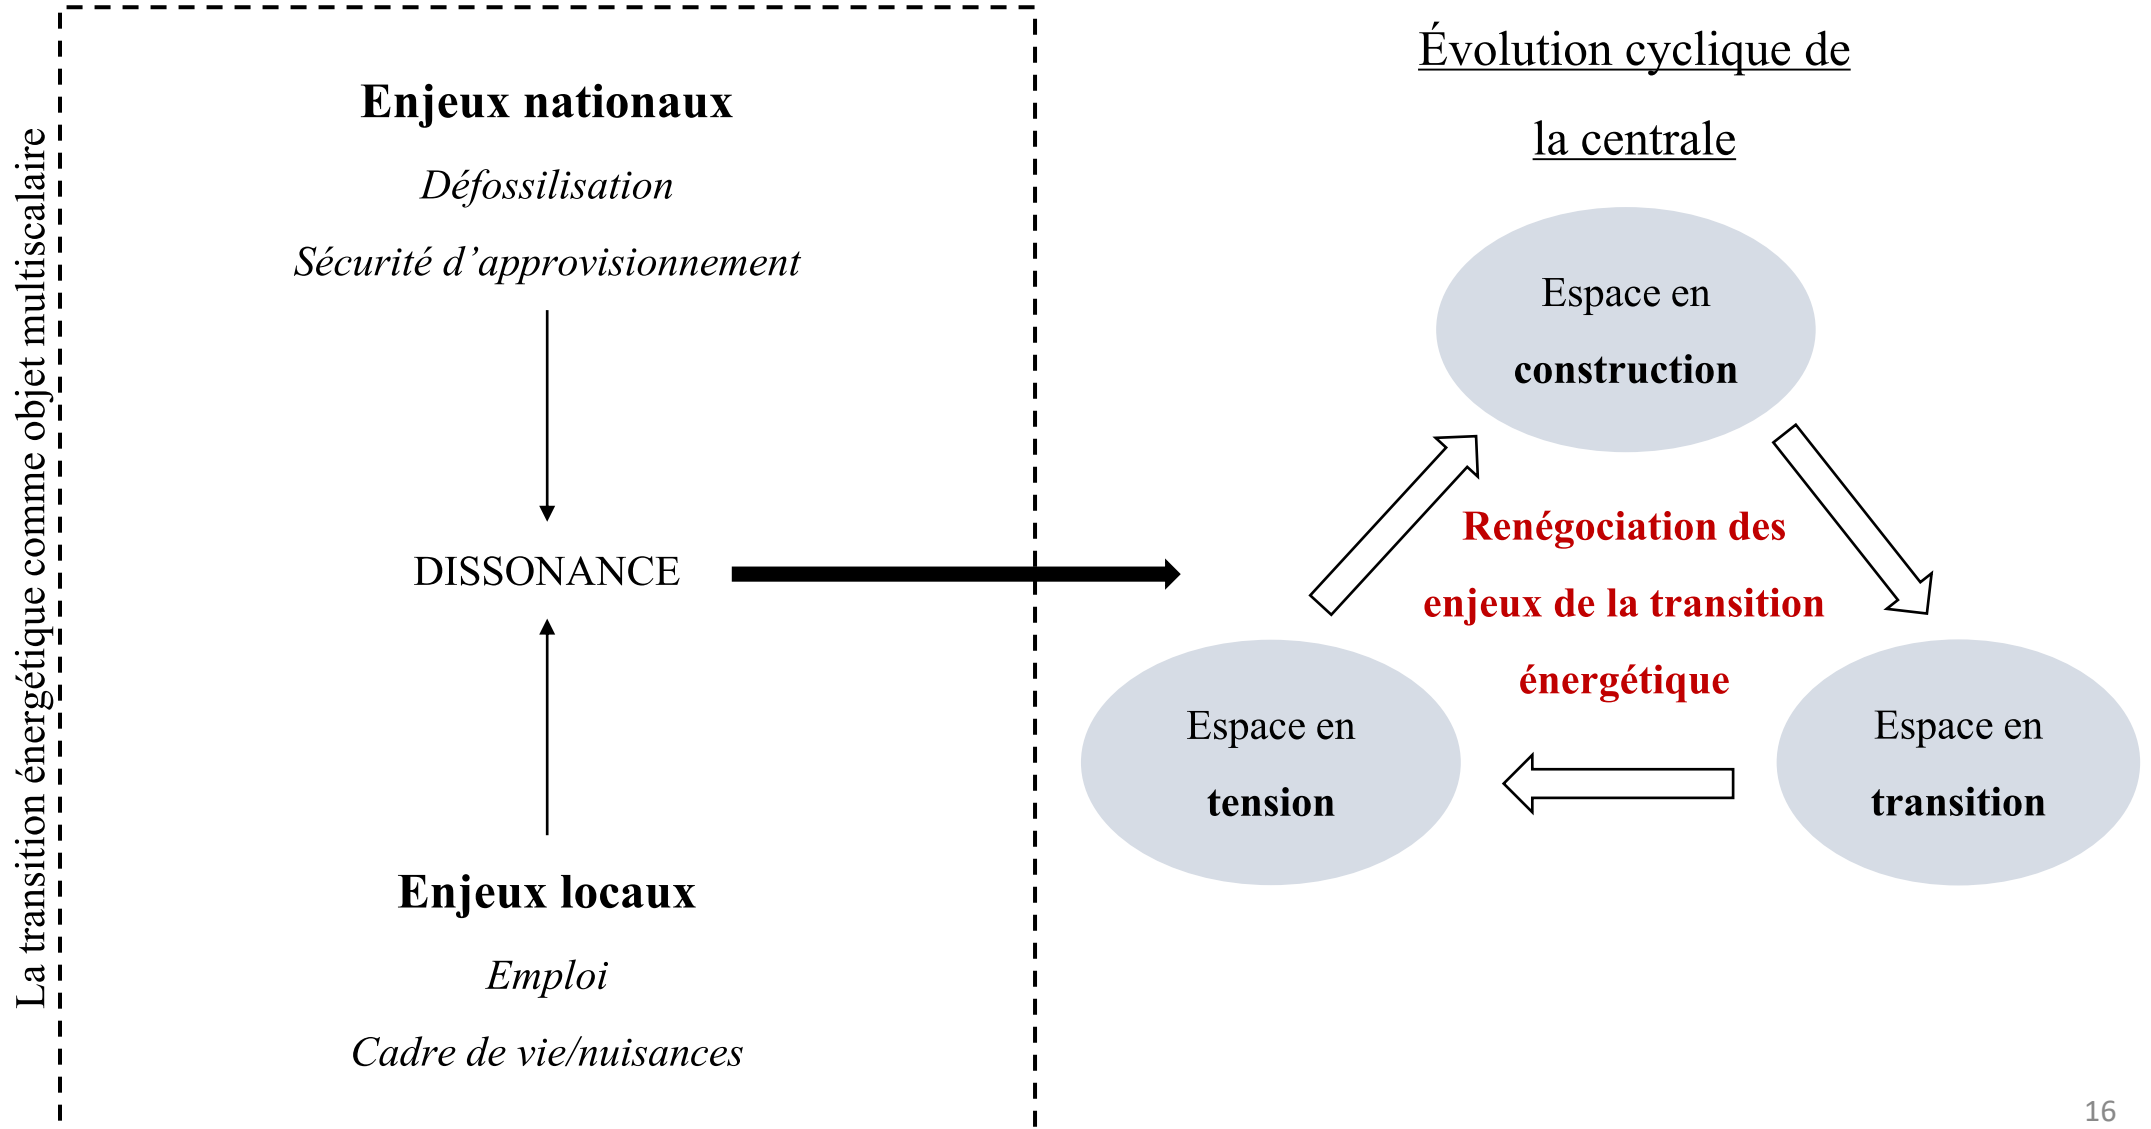 La transition énergétique comme objet multiscalaire
Enjeux nationaux
Défossilisation
Sécurité d’approvisionnement
DISSONANCE
Enjeux locaux
Emploi
Cadre de vie/nuisances
Évolution cyclique de
la centrale
Espace en
construction
Renégociation des
enjeux de la transition
énergétique
Espace en
tension
Espace en
transition
16